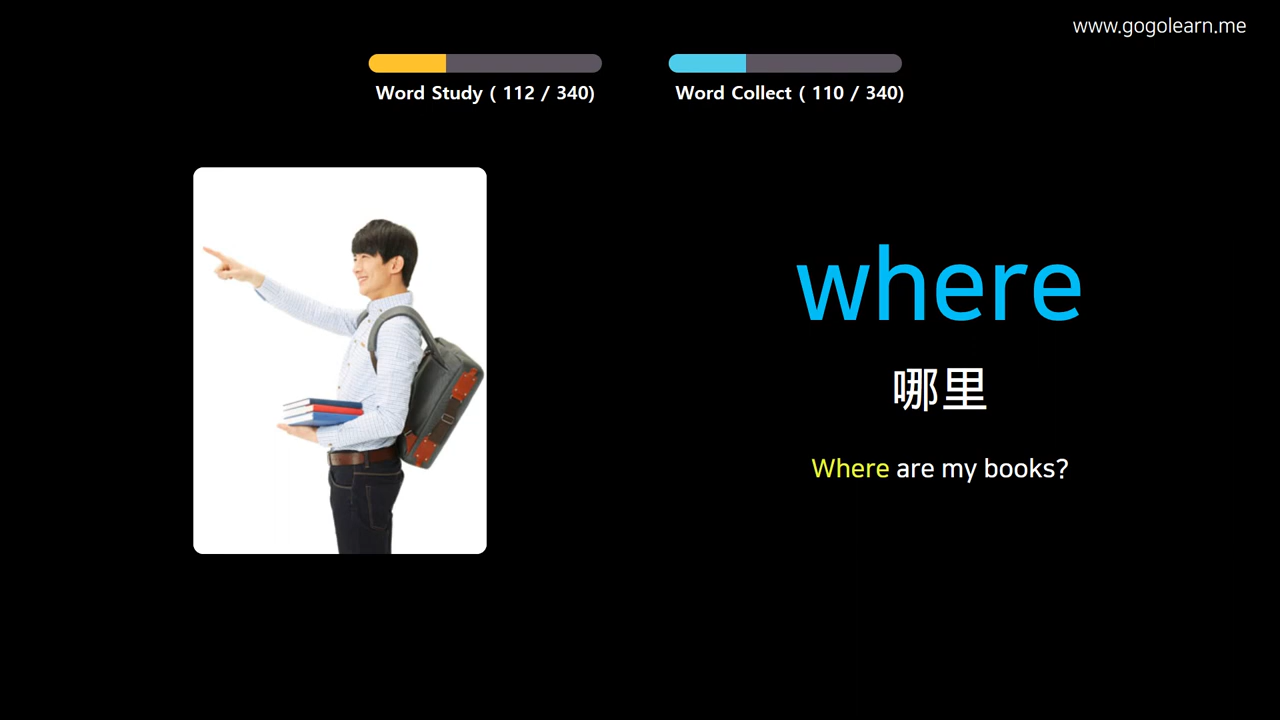 www.gogolearn.me
Word Study ( 112 / 340)
Word Collect ( 110 / 340)
where
哪里
Where are my books?